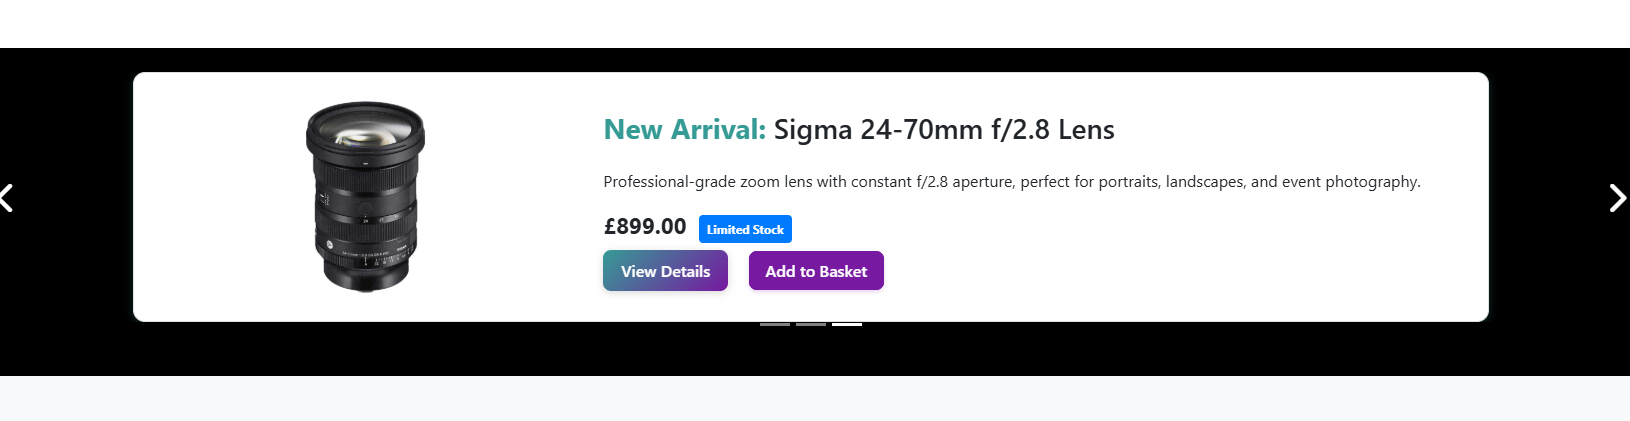 New Arrival: Sigma 24-70mm f/2.8 Lens
Professional-grade zoom lens with constant f/2.8 aperture, perfect for portraits, landscapes, and event photography.
£899.00 Limited Stock
View Details Add to Basket